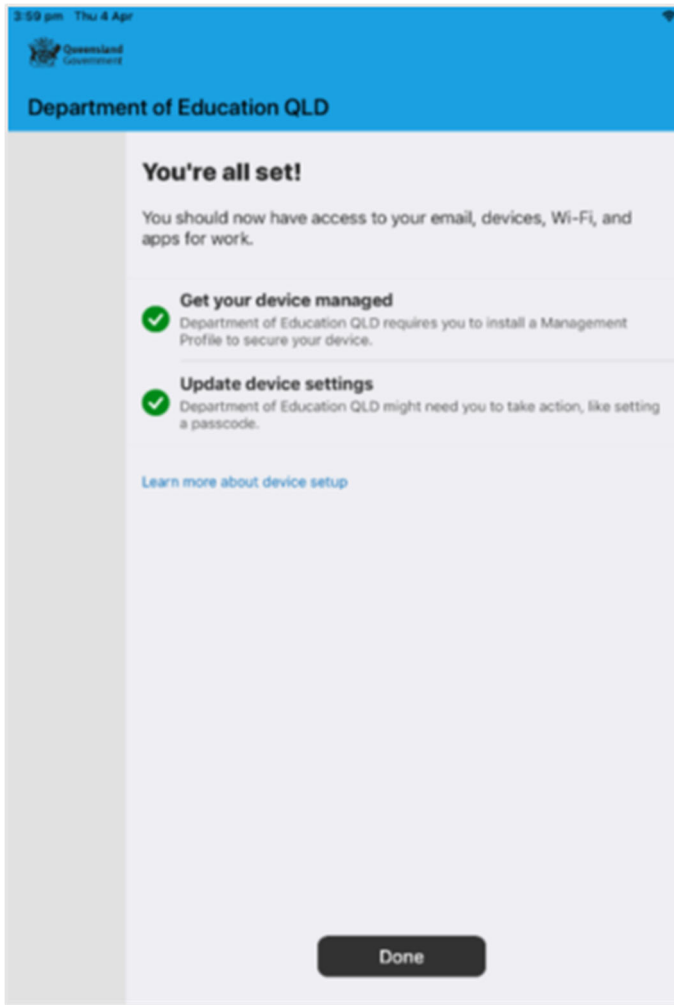 3:59 pm Thu 4 Apr
Queensland
Government
Department of Education QLD
You're all set!
You should now have access to your email, devices, Wi-Fi, and
apps for work.
Get your device managed
Department of Education QLD requires you to install a Management
Profile to secure your device.
Update device settings
Department of Education QLD might need you to take action, like setting
a passcode.
Learn more about device setup
Done